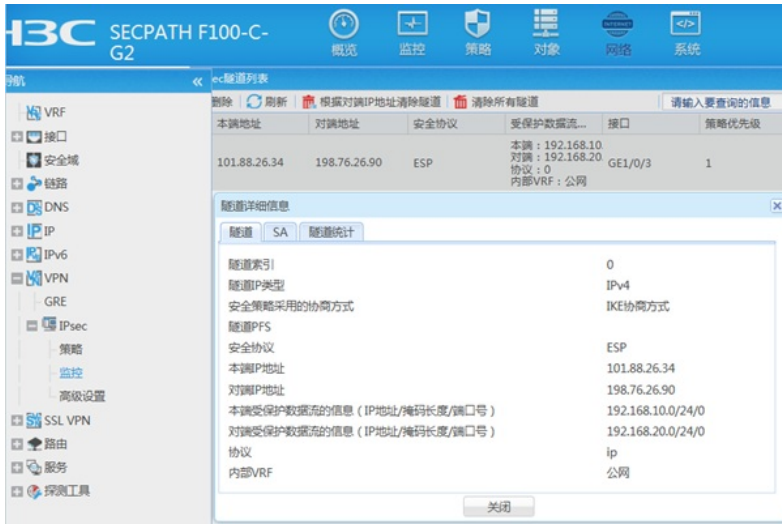 H3C SECPATH F100-C-G2
概览 监控 策略 对象 网络 系统
导航 «
ec隧道列表
删除 刷新 根据对端IP地址清除隧道 清除所有隧道 请输入要查询的信息
本端地址 对端地址 安全协议 受保护数据流... 接口 策略优先级
101.88.26.34 198.76.26.90 ESP GE1/0/3 1
本端:192.168.10.
对端:192.168.20
协议:0
内部VRF:公网
VRF
接口
安全域
链路
DNS
IP
IPv6
VPN
GRE
IPsec
策略
监控
高级设置
SSL VPN
路由
服务
探测工具
隧道详细信息
隧道 SA 隧道统计
隧道索引 0
隧道IP类型 IPv4
安全策略采用的协商方式 IKE协商方式
隧道PFS
安全协议 ESP
本端IP地址 101.88.26.34
对端IP地址 198.76.26.90
本端受保护数据流的信息(IP地址/掩码长度/端口号) 192.168.10.0/24/0
对端受保护数据流的信息(IP地址/掩码长度/端口号) 192.168.20.0/24/0
协议 ip
内部VRF 公网
关闭